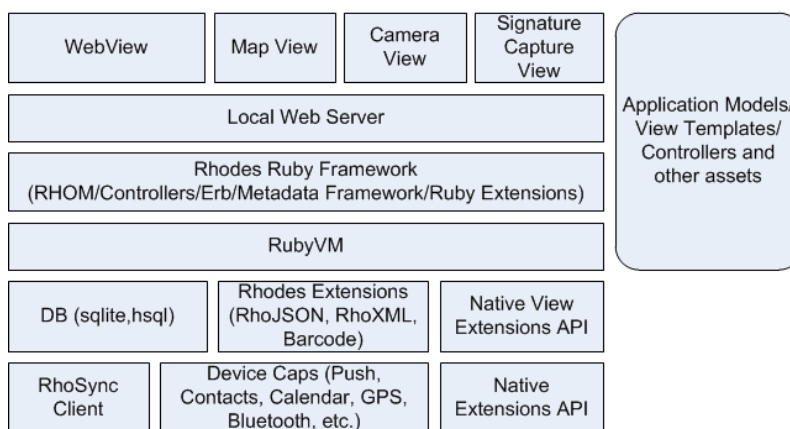 WebView
Map View
Camera
View
Signature
Capture
View
Application Models/
View Templates/
Controllers and
other assets
Local Web Server
Rhodes Ruby Framework
(RHOM/Controllers/Erb/Metadata Framework/Ruby Extensions)
RubyVM
DB (sqlite,hsql)
Rhodes Extensions
(RhoJSON, RhoXML,
Barcode)
Native View
Extensions API
RhoSync
Client
Device Caps (Push,
Contacts, Calendar, GPS,
Bluetooth, etc.)
Native
Extensions API